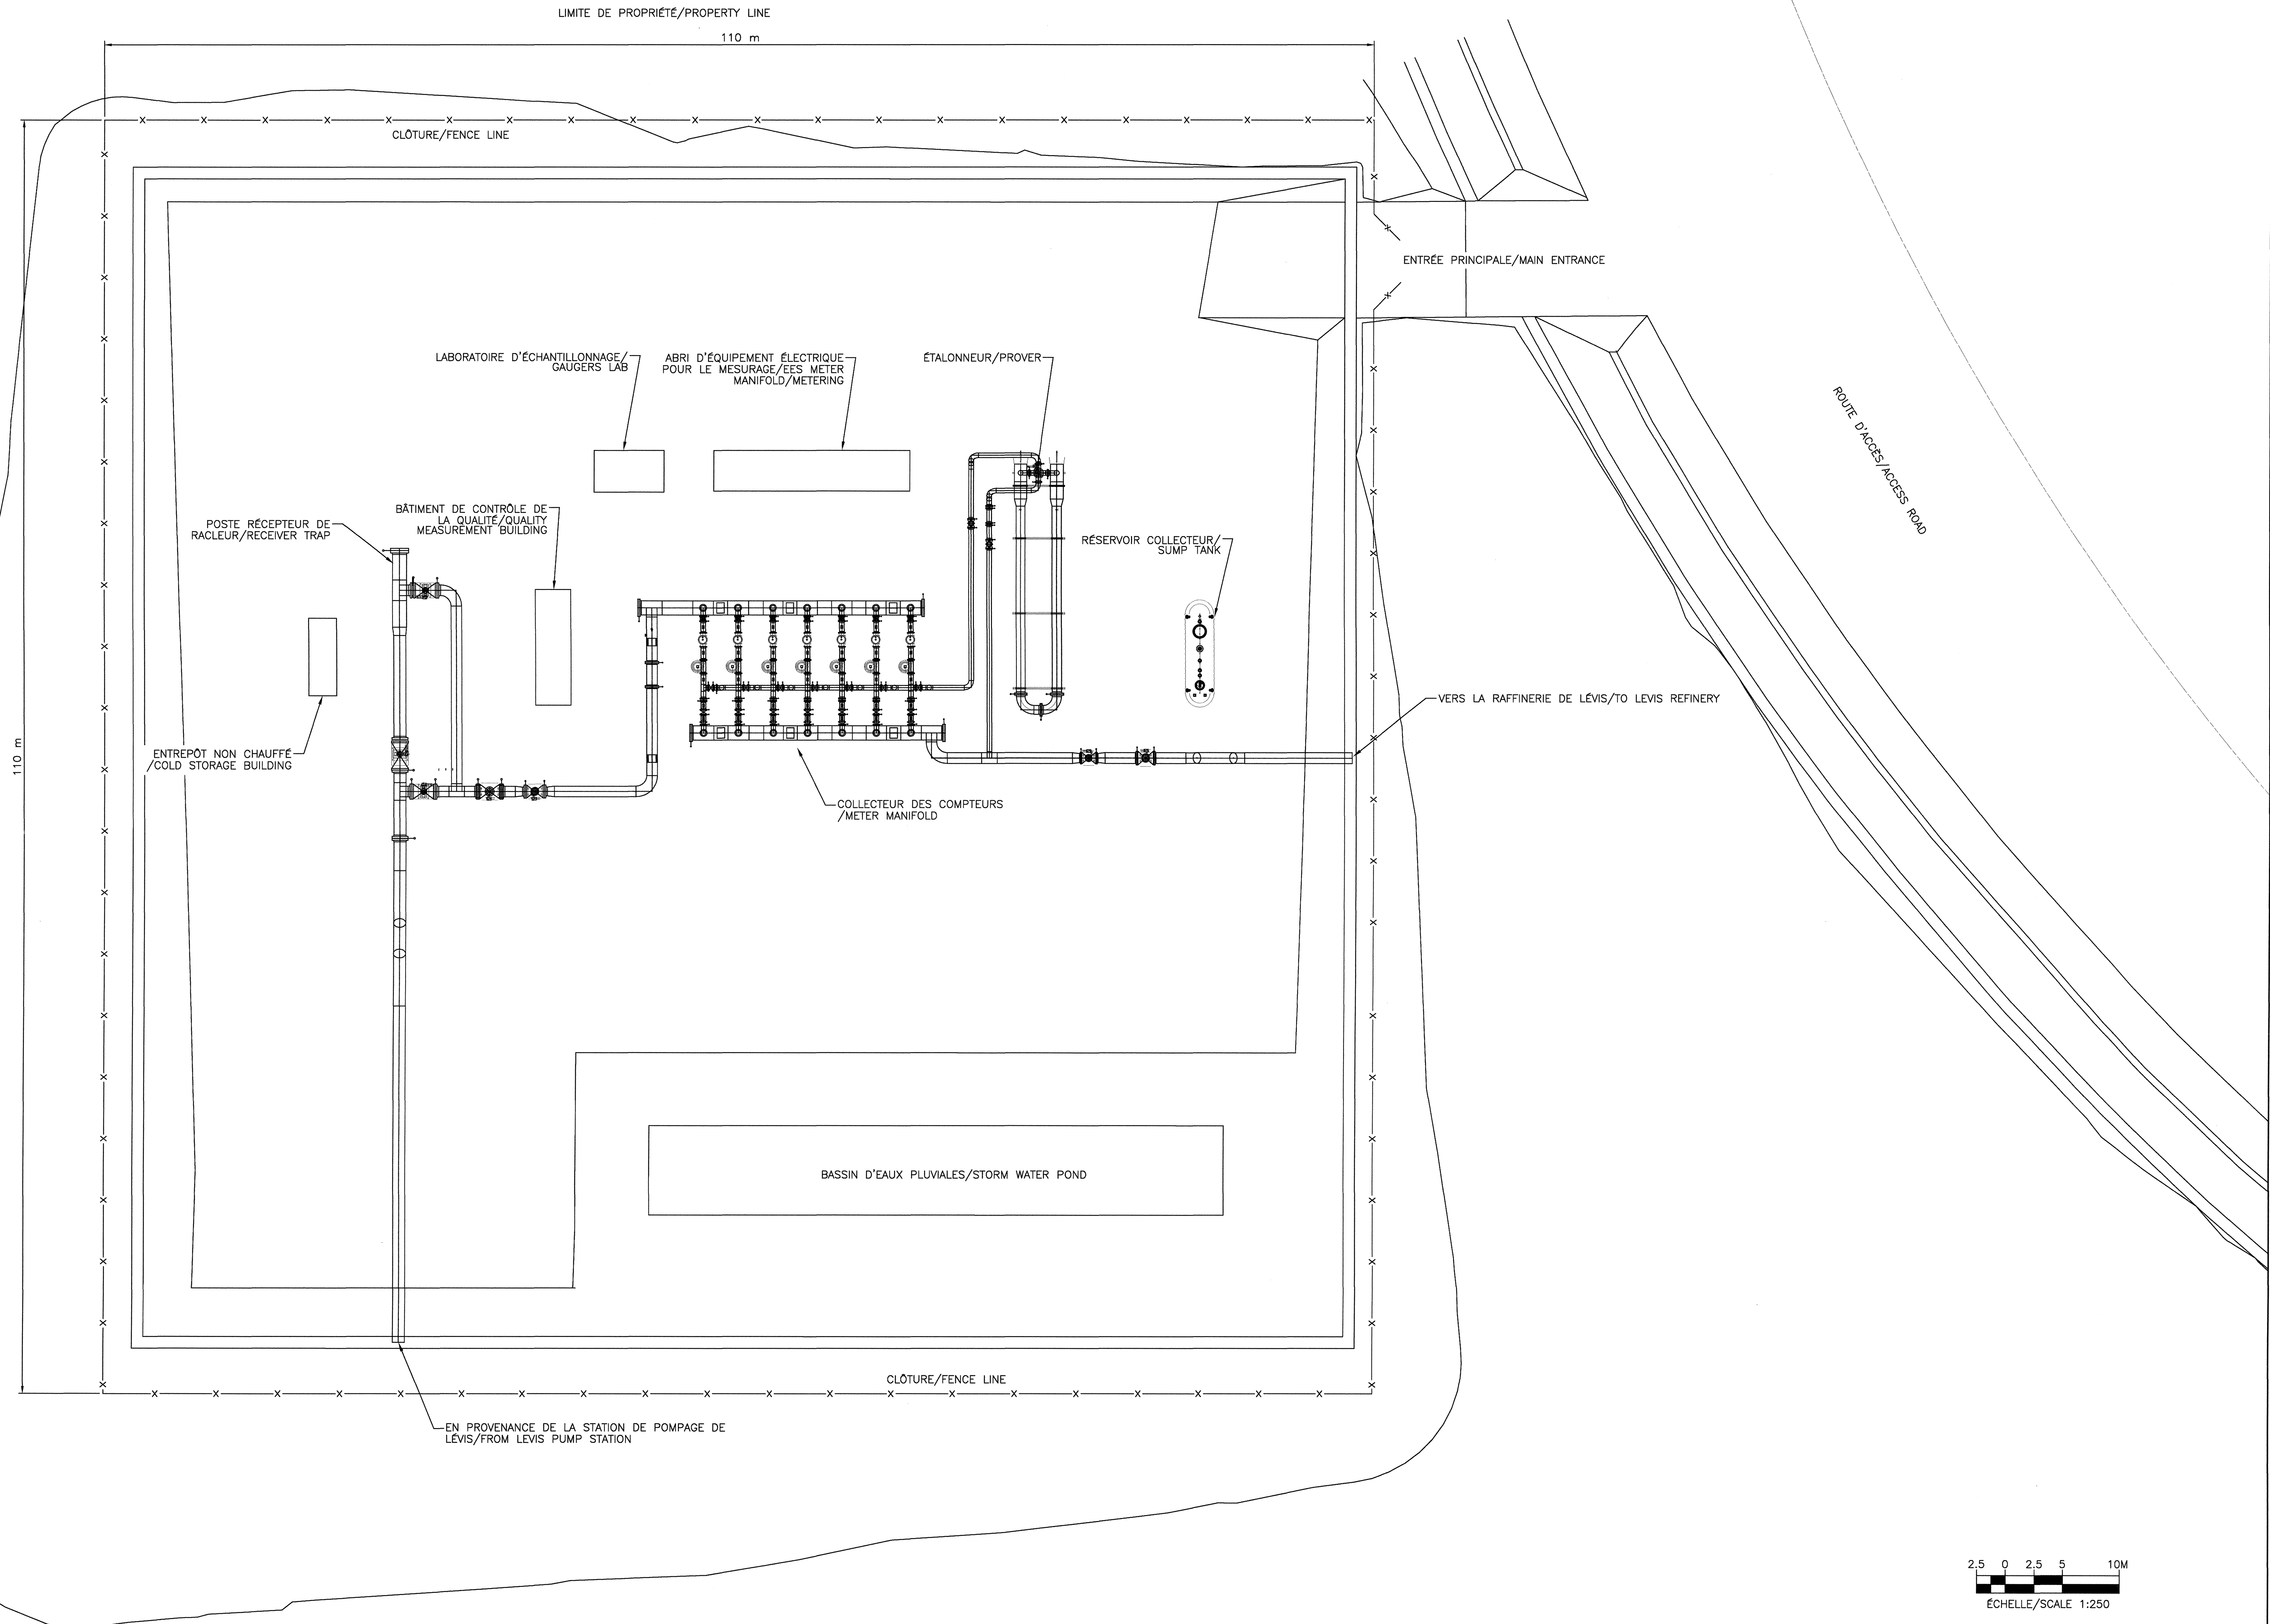 LIMITE DE PROPRIÉTÉ/PROPERTY LINE
110 m
CLÔTURE/FENCE LINE
ENTRÉE PRINCIPALE/MAIN ENTRANCE
LABORATOIRE D'ÉCHANTILLONNAGE/
GAUGERS LAB
ABRI D'ÉQUIPEMENT ÉLECTRIQUE
POUR LE MESURAGE/EES METER
MANIFOLD/METERING
ÉTALONNEUR/PROVER
ROUTE D'ACCÈS/ACCESS ROAD
POSTE RÉCEPTEUR DE
RACLEUR/RECEIVER TRAP
BÂTIMENT DE CONTRÔLE DE
LA QUALITÉ/QUALITY
MEASUREMENT BUILDING
RÉSERVOIR COLLECTEUR/
SUMP TANK
VERS LA RAFFINERIE DE LÉVIS/TO LEVIS REFINERY
110 m
ENTREPÔT NON CHAUFFÉ
/COLD STORAGE BUILDING
COLLECTEUR DES COMPTEURS
/METER MANIFOLD
BASSIN D'EAUX PLUVIALES/STORM WATER POND
CLÔTURE/FENCE LINE
EN PROVENANCE DE LA STATION DE POMPAGE DE
LÉVIS/FROM LEVIS PUMP STATION
2.5 0 2.5 5 10M
ÉCHELLE/SCALE 1:250